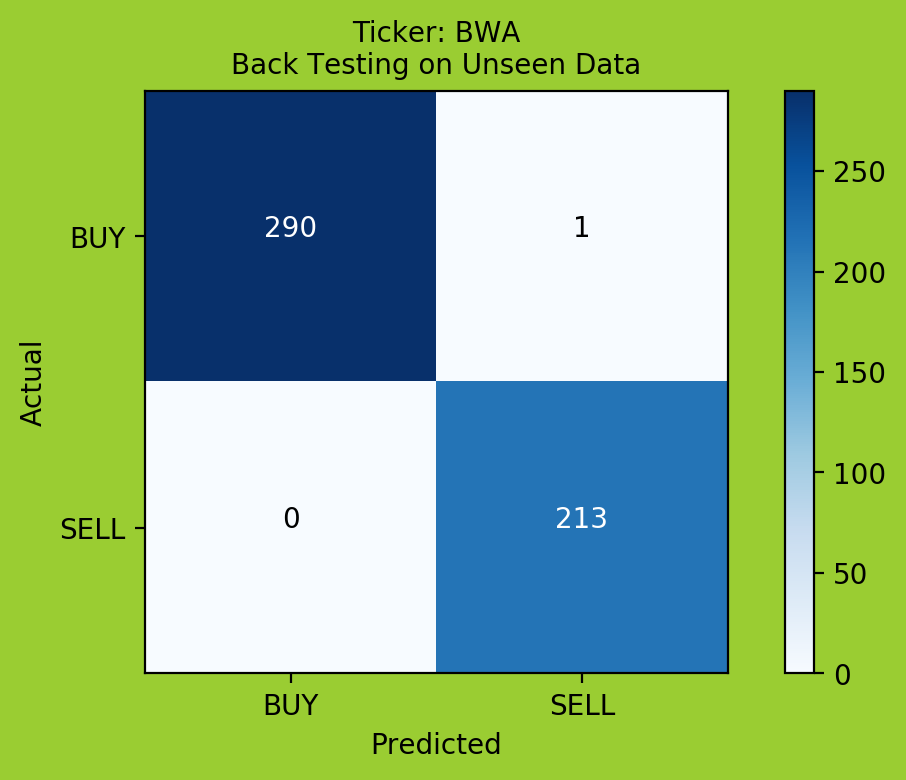 Ticker: BWA
Back Testing on Unseen Data
BUY
290
1
SELL
0
213
BUY
SELL
Actual
Predicted
250
200
150
100
50
0